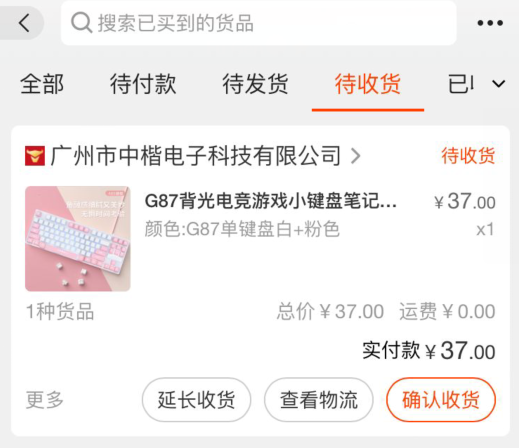 搜索已买到的货品
全部 待付款 待发货 待收货
广州市中楷电子科技有限公司 待收货
G87背光电竞游戏小键盘笔记... ¥37.00
颜色:G87单键盘白+粉色 x1
1种货品 总价¥37.00 运费¥0.00
实付款¥37.00
更多 延长收货 查看物流 确认收货